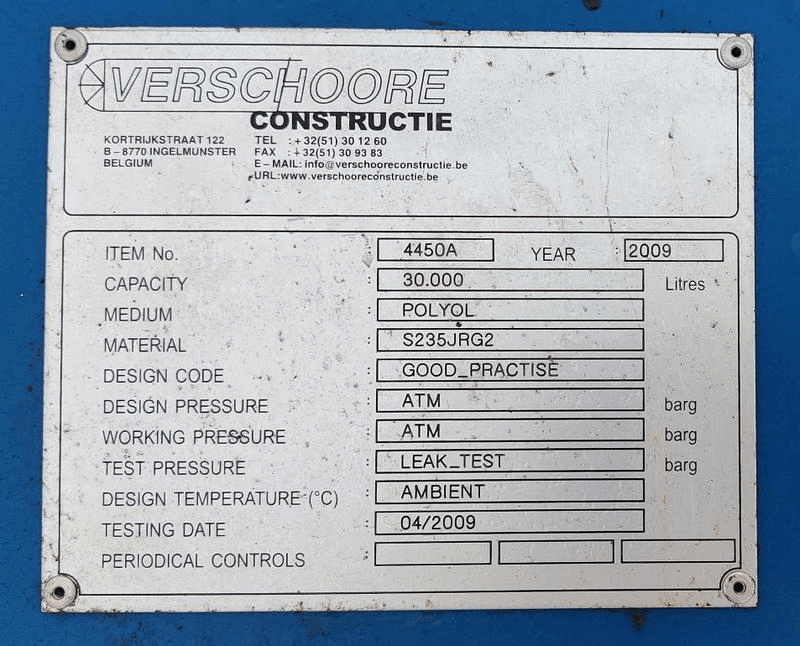 VERSCHOORE
CONSTRUCTIE
KORTRIJKSTRAAT 122 TEL :+32(51) 30 12 60
B – 8770 INGELMUNSTER FAX :+32(51) 30 93 83
BELGIUM E – MAIL: info@verschooreconstructie.be
URL:www.verschooreconstructie.be
ITEM No. : 4450A YEAR : 2009
CAPACITY : 30.000 Litres
MEDIUM : POLYOL
MATERIAL : S235JRG2
DESIGN CODE : GOOD_PRACTISE
DESIGN PRESSURE : ATM barg
WORKING PRESSURE : ATM barg
TEST PRESSURE : LEAK_TEST barg
DESIGN TEMPERATURE (°C) : AMBIENT
TESTING DATE : 04/2009
PERIODICAL CONTROLS :